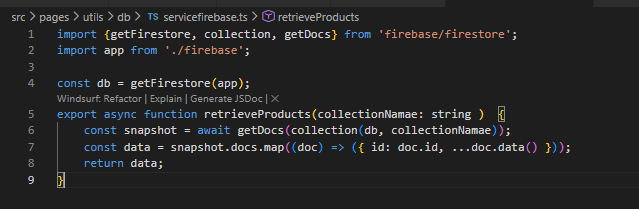 src > pages > utils > db > TS servicefirebase.ts > retrieveProducts
1 import {getFirestore, collection, getDocs} from 'firebase/firestore';
2 import app from './firebase';
3
4 const db = getFirestore(app);
Windsurf: Refactor | Explain | Generate JSDoc | ×
5 export async function retrieveProducts(collectionNamae: string ) {
6 const snapshot = await getDocs(collection(db, collectionNamae));
7 const data = snapshot.docs.map((doc) => ({ id: doc.id, ...doc.data() }));
8 return data;
9 }